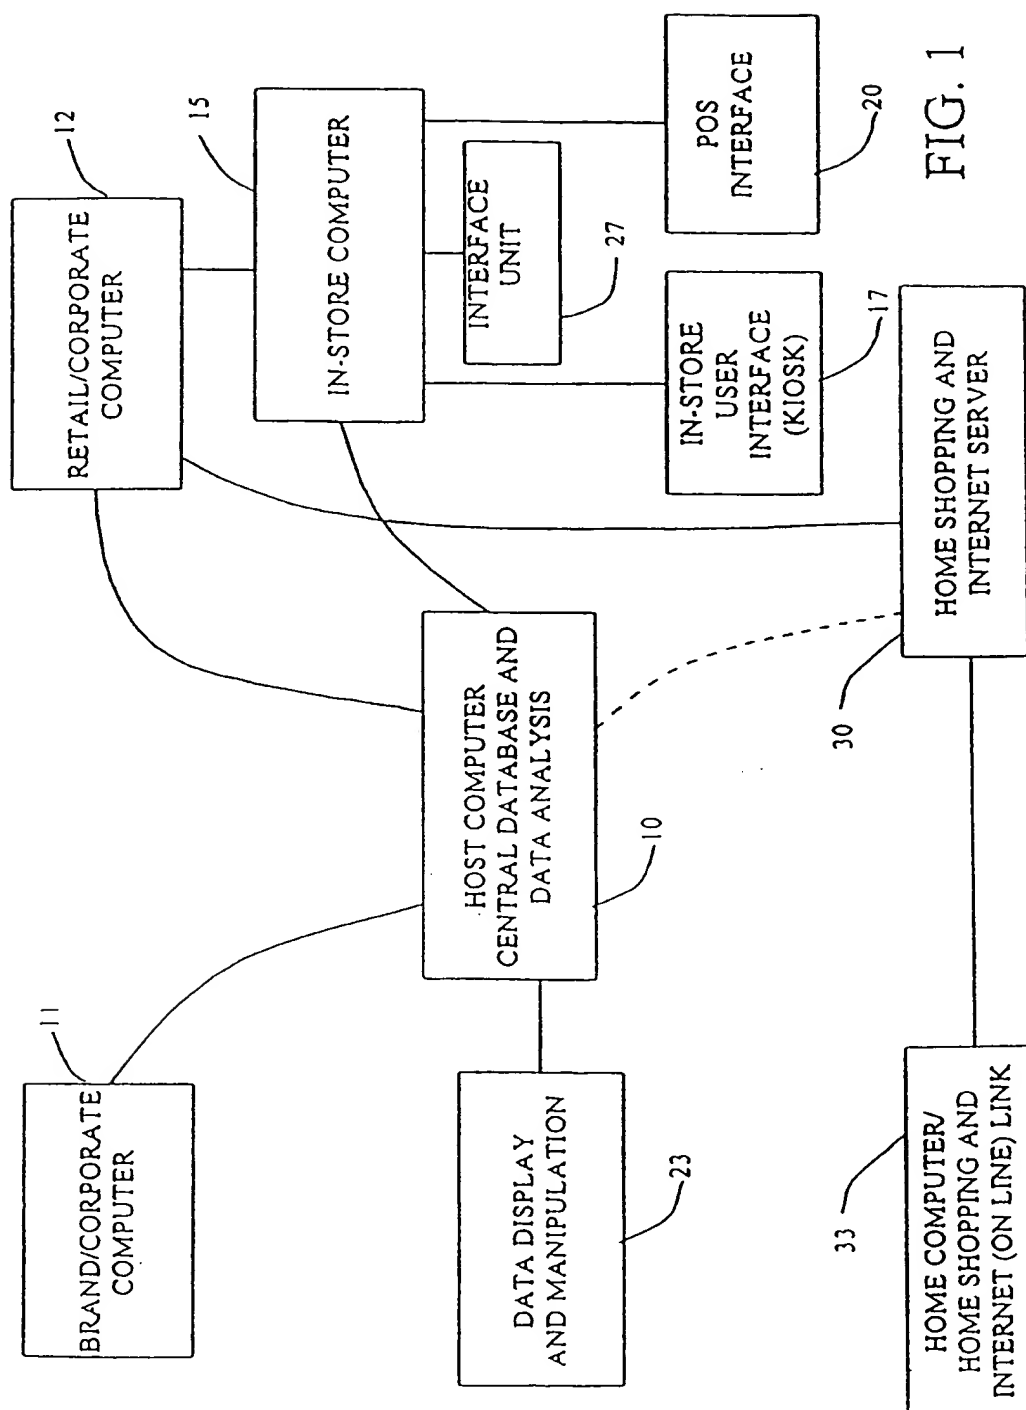 11
BRAND/CORPORATE
COMPUTER
12
RETAIL/CORPORATE
COMPUTER
15
IN-STORE COMPUTER
HOST COMPUTER
CENTRAL DATABASE AND
DATA ANALYSIS
10
DATA DISPLAY
AND MANIPULATION
23
INTERFACE
UNIT
27
IN-STORE
USER
INTERFACE
(KIOSK)
17
POS
INTERFACE
20
33
HOME COMPUTER/
HOME SHOPPING AND
INTERNET (ON LINE) LINK
30
HOME SHOPPING AND
INTERNET SERVER
FIG. 1